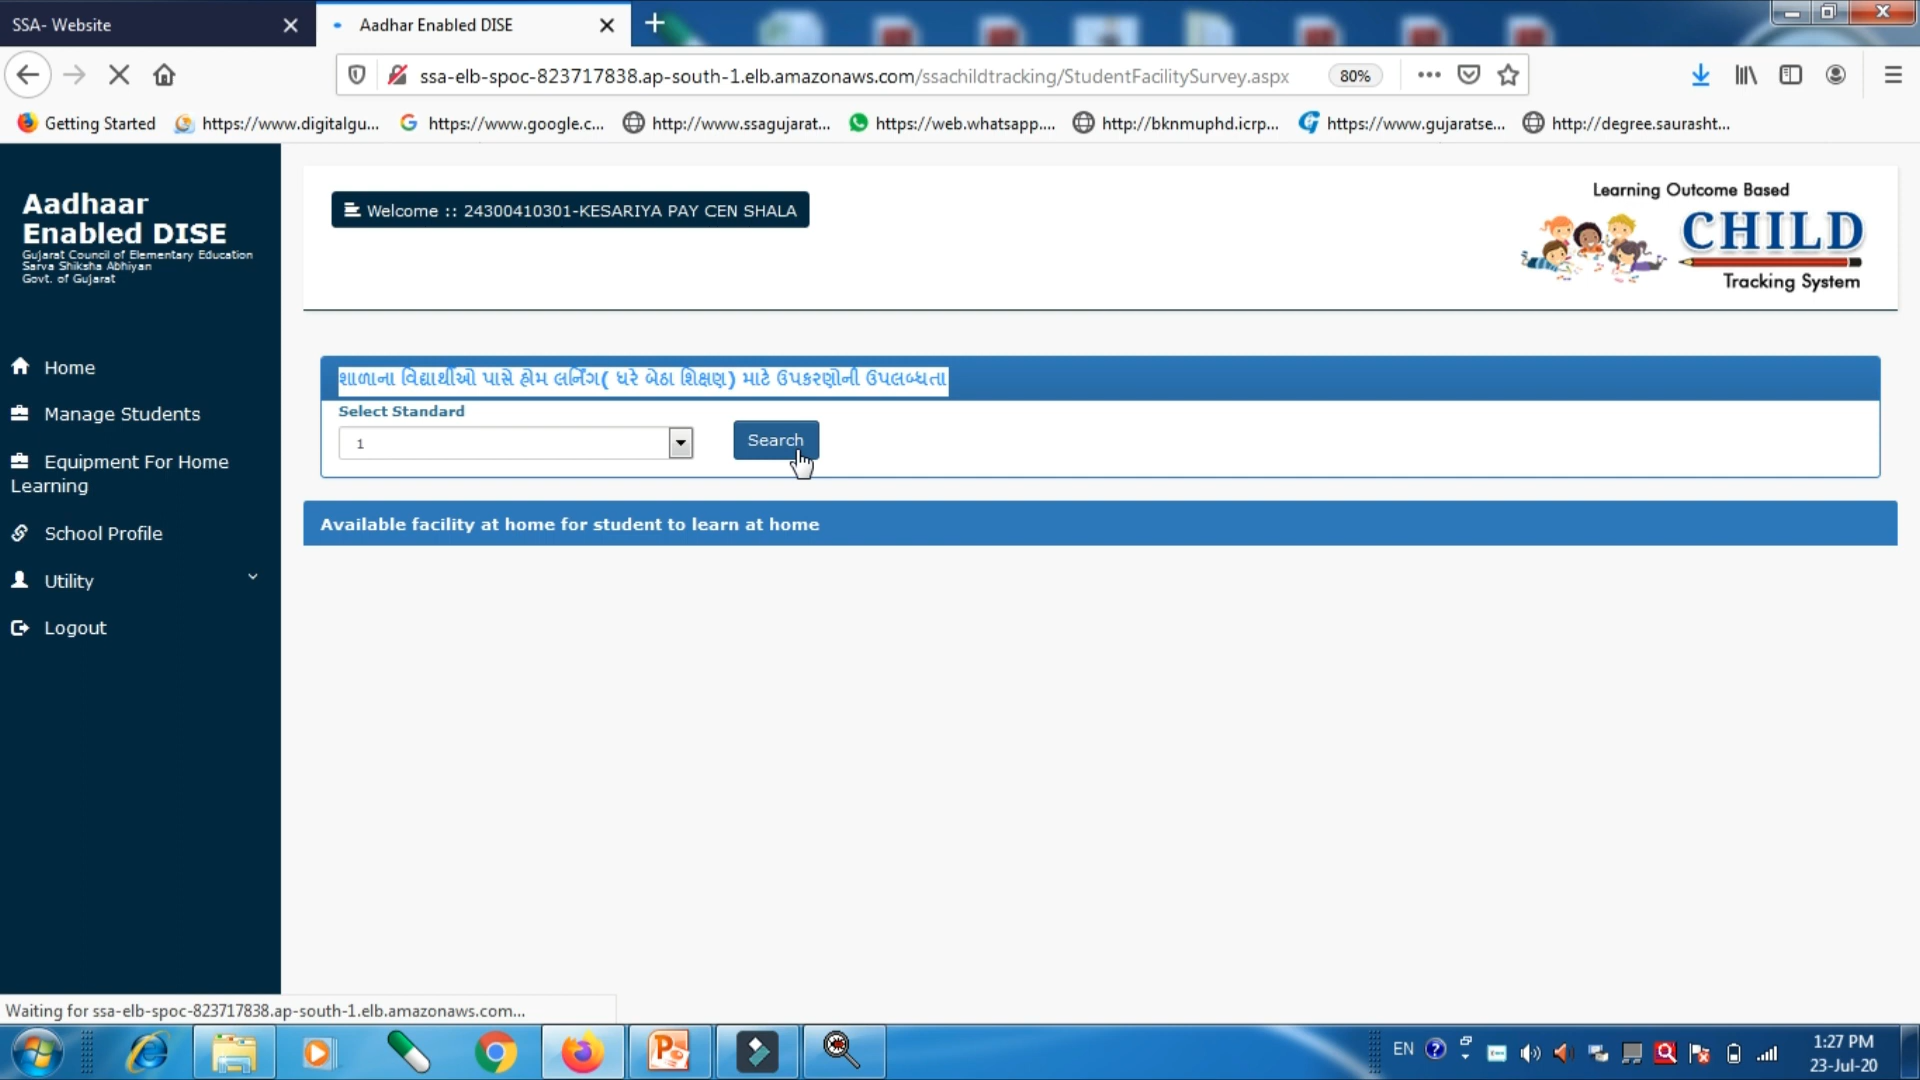 SSA- Website
Aadhar Enabled DISE
ssa-elb-spoc-823717838.ap-south-1.elb.amazonaws.com/ssachildtracking/StudentFacilitySurvey.aspx
80%
Getting Started
https://www.digitalgu...
https://www.google.c...
http://www.ssagujarat...
https://web.whatsapp....
http://bknmuphd.icrp...
https://www.gujaratse...
http://degree.saurasht...
Aadhaar
Enabled DISE
Gujarat Council of Elementary Education
Sarva Shiksha Abhiyan
Govt. of Gujarat
Welcome :: 24300410301-KESARIYA PAY CEN SHALA
Learning Outcome Based
CHILD
Tracking System
Home
Manage Students
Equipment For Home
Learning
School Profile
Utility
Logout
શાળાના વિદ્યાર્થીઓ પાસે હોમ લર્નિંગ( ઘરે બેઠા શિક્ષણ) માટે ઉપકરણોની ઉપલબ્ધતા
Select Standard
1
Search
Available facility at home for student to learn at home
Waiting for ssa-elb-spoc-823717838.ap-south-1.elb.amazonaws.com...
EN
1:27 PM
23-Jul-20